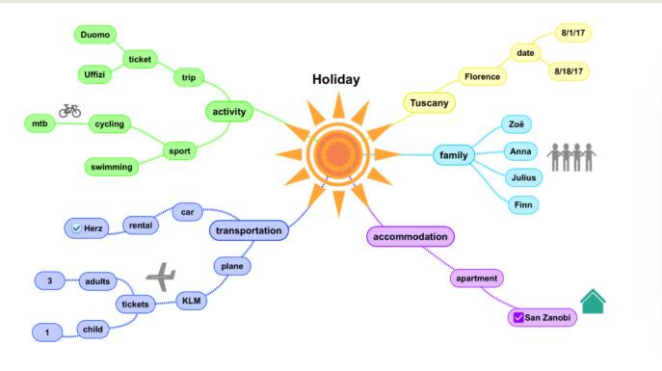 Holiday
Duomo
ticket
Uffizi
trip
activity
mtb
cycling
sport
swimming
Tuscany
Florence
date
8/1/17
8/18/17
family
Zoë
Anna
Julius
Finn
transportation
car
rental
Herz
plane
KLM
tickets
adults
3
child
1
accommodation
apartment
San Zanobi